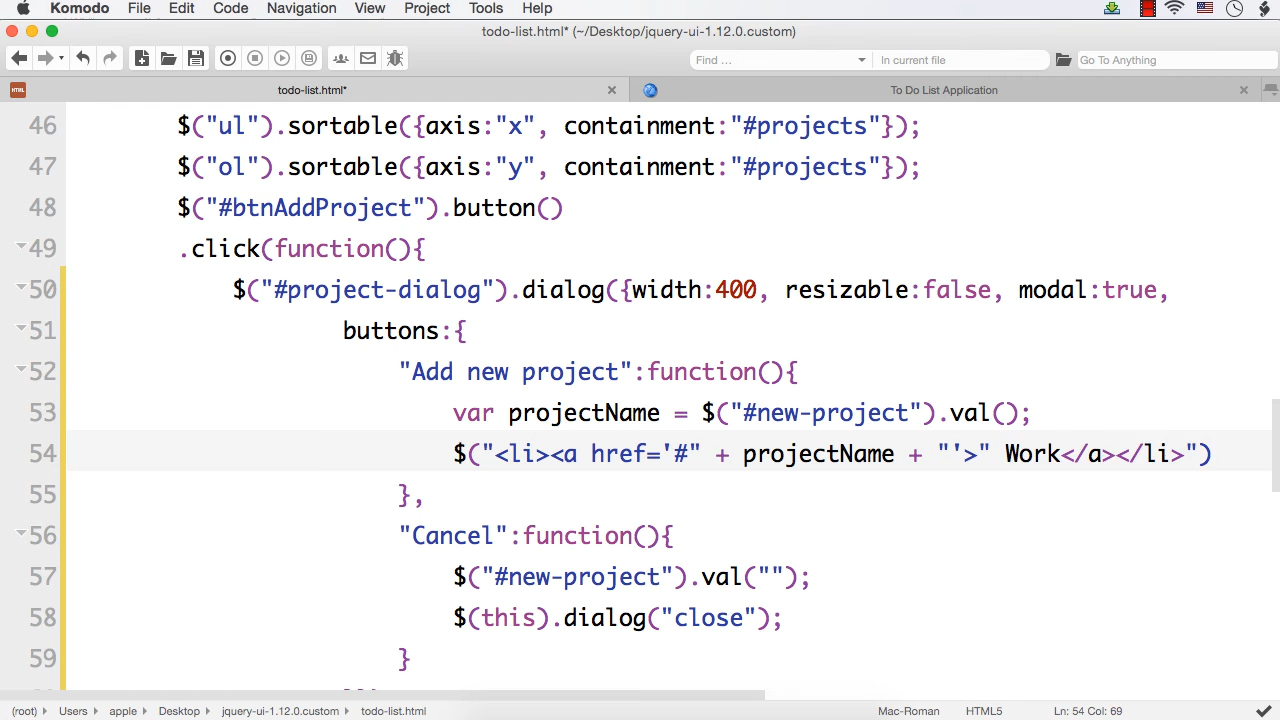 Komodo File Edit Code Navigation View Project Tools Help
todo-list.html* (~/Desktop/jquery-ui-1.12.0.custom)
Find ... In current file Go To Anything
HTML todo-list.html* To Do List Application
46 $("ul").sortable({axis:"x", containment:"#projects"});
47 $("ol").sortable({axis:"y", containment:"#projects"});
48 $("#btnAddProject").button()
49 .click(function(){
50 $("#project-dialog").dialog({width:400, resizable:false, modal:true,
51 buttons:{
52 "Add new project":function(){
53 var projectName = $("#new-project").val();
54 $("<li><a href='#" + projectName + "'>" Work</a></li>")
55 },
56 "Cancel":function(){
57 $("#new-project").val("");
58 $(this).dialog("close");
59 }
(root) Users apple Desktop jquery-ui-1.12.0.custom todo-list.html Mac-Roman HTML5 Ln: 54 Col: 69